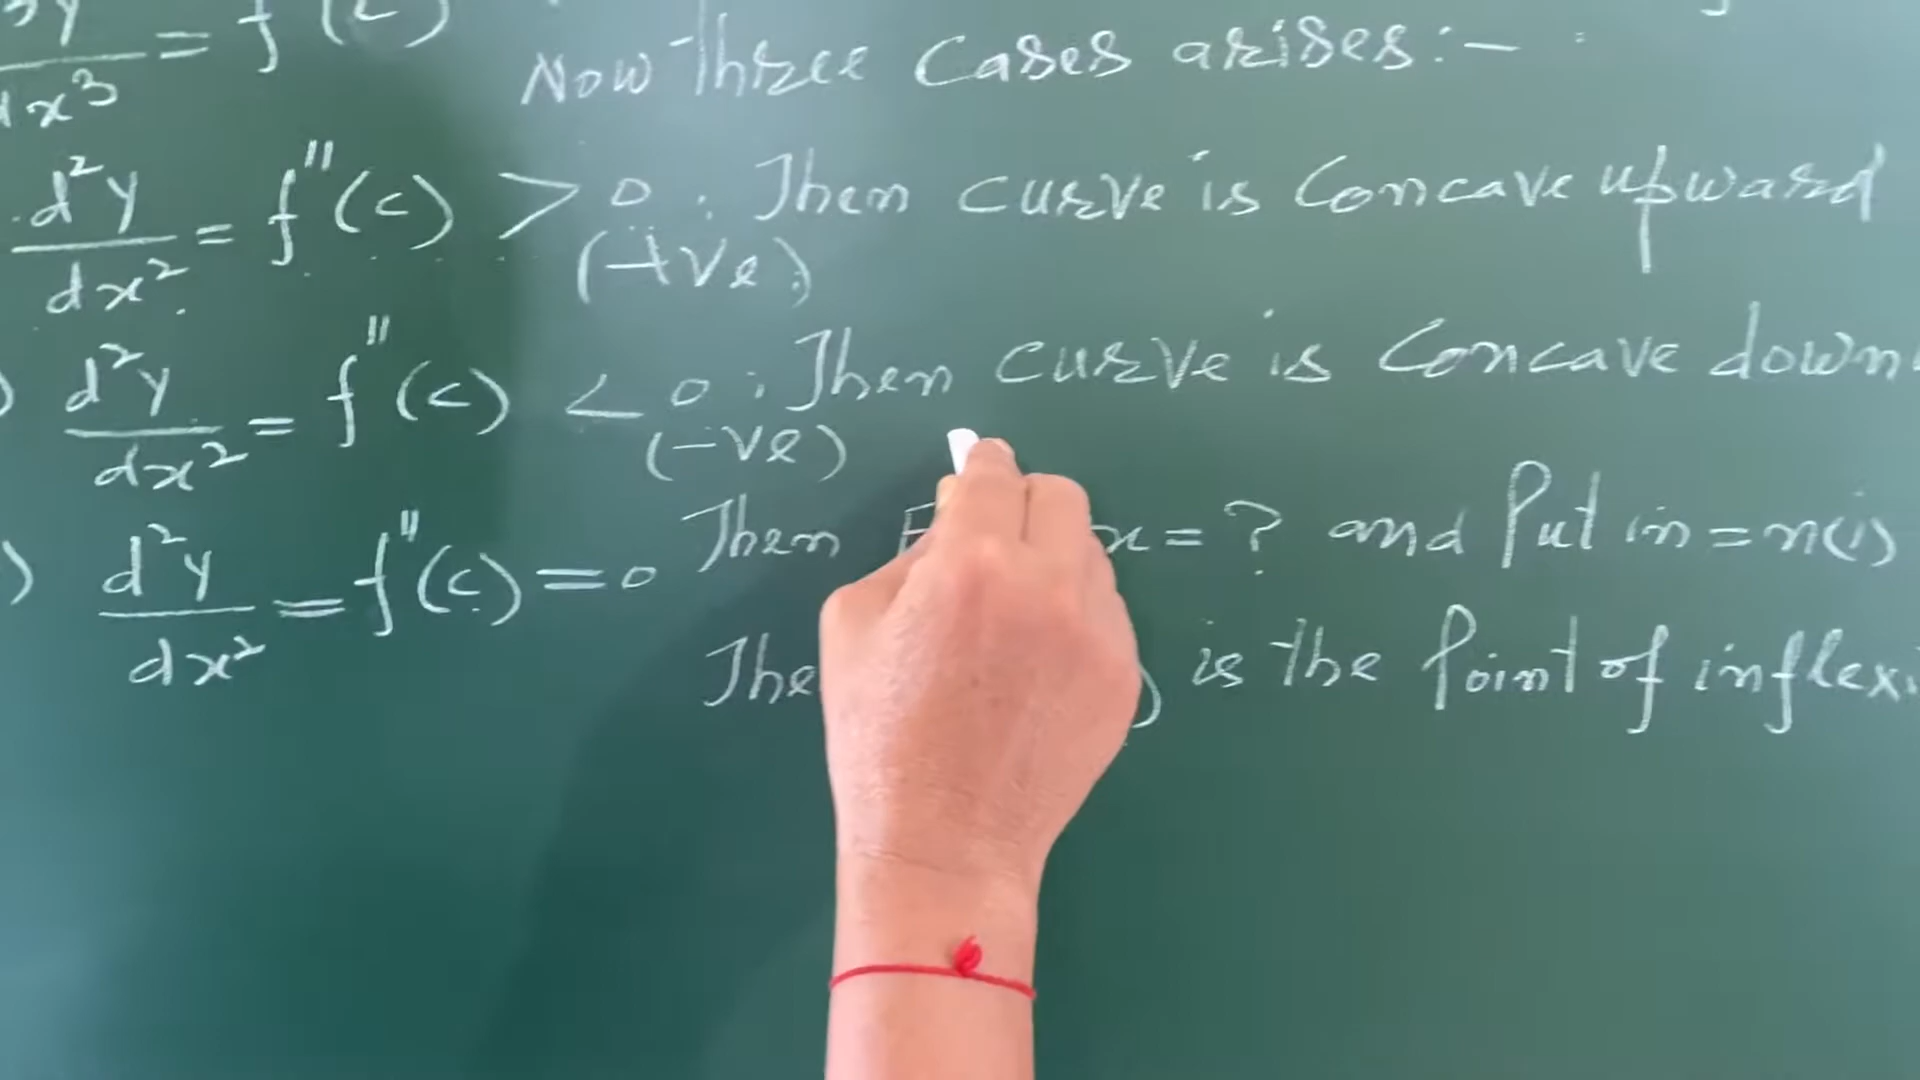 dx³ = f (c)
Now Three Cases arises:-
d²y/dx² = f"(c) > 0 : Then curve is Concave upward
(+ve)
) d²y/dx² = f"(c) < 0 : Then curve is Concave down
(-ve)
) d²y/dx² = f"(c) = 0 Then x = ? and Put in = n(i)
is the Point of inflexi